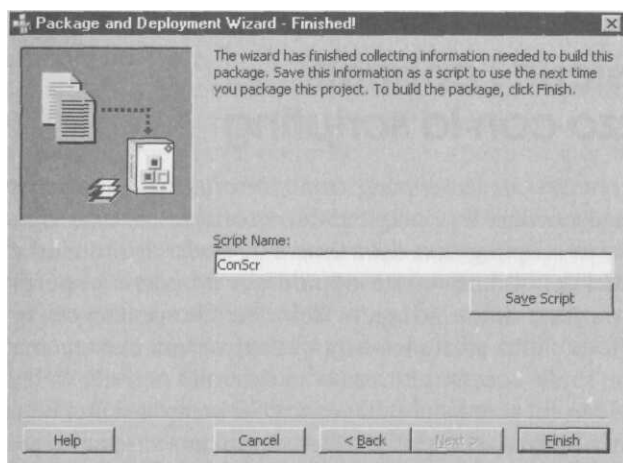 Package and Deployment Wizard - Finished!
The wizard has finished collecting information needed to build this
package. Save this information as a script to use the next time
you package this project. To build the package, click Finish.
Script Name:
ConScr
Save Script
Help
Cancel
< Back
Next >
Finish